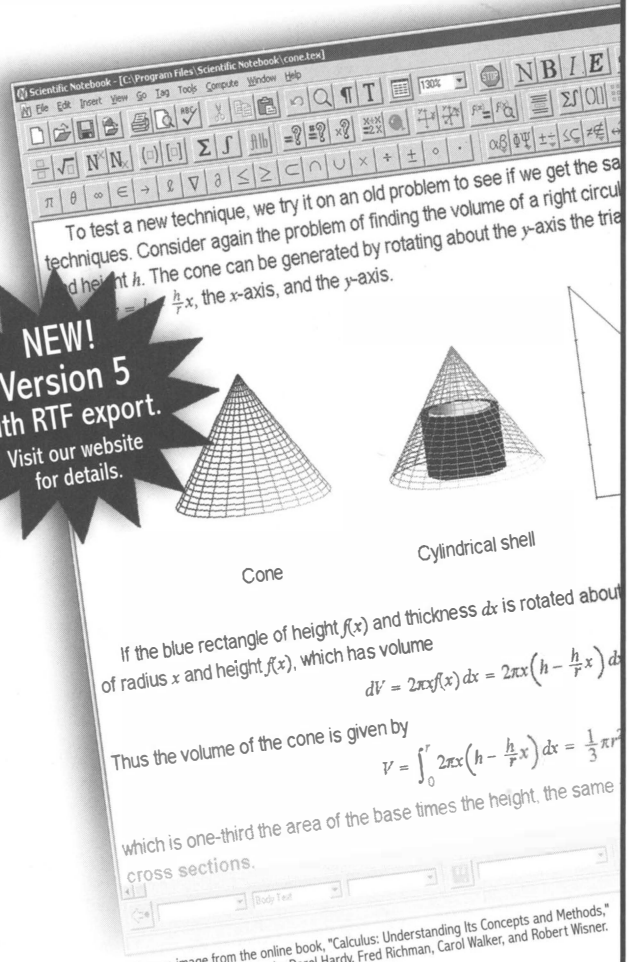 Scientific Notebook - [C:\Program Files\Scientific Notebook\cone.tex]
File Edit Insert View Go Tag Tools Compute Window Help
130% STOP N B I E
π θ ∞ ∈ → ℓ ∇ ∂ ≤ ≥ ⊂ ∩ ∪ × ÷ ± ∘ ·
To test a new technique, we try it on an old problem to see if we get the sa
techniques. Consider again the problem of finding the volume of a right circul
d height h. The cone can be generated by rotating about the y-axis the tria
h/r x, the x-axis, and the y-axis.
NEW!
Version 5
th RTF export.
Visit our website
for details.
Cone
Cylindrical shell
If the blue rectangle of height f(x) and thickness dx is rotated about
of radius x and height f(x), which has volume
dV = 2πxf(x) dx = 2πx(h − h/r x) d
Thus the volume of the cone is given by
V = ∫₀^r 2πx(h − h/r x) dx = 1/3 πr²
which is one-third the area of the base times the height, the same
cross sections.
Body Text
image from the online book, "Calculus: Understanding Its Concepts and Methods,"
Hardy, Fred Richman, Carol Walker, and Robert Wisner.